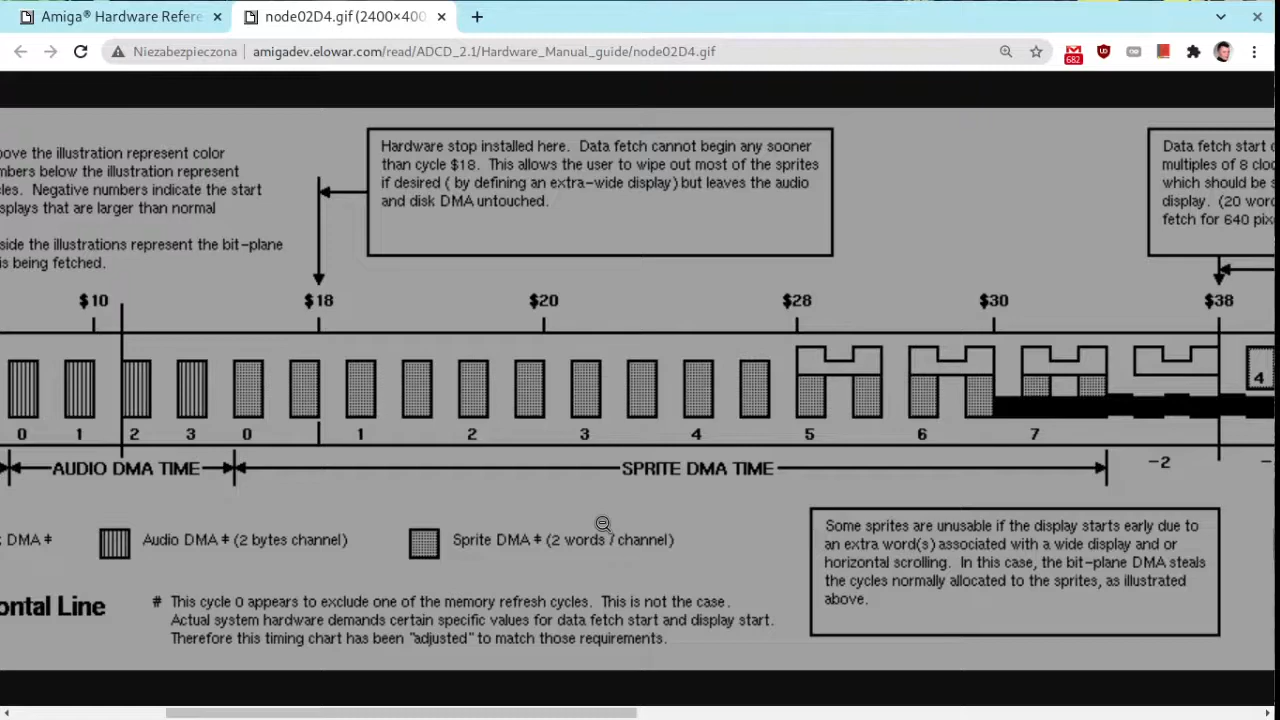 Amiga® Hardware Refere
node02D4.gif (2400×400
Niezabezpieczona
amigadev.elowar.com/read/ADCD_2.1/Hardware_Manual_guide/node02D4.gif
682
ove the illustration represent color
nbers below the illustration represent
les. Negative numbers indicate the start
splays that are larger than normal
side the illustrations represent the bit-plane
is being fetched.
Hardware stop installed here. Data fetch cannot begin any sooner
than cycle $18. This allows the user to wipe out most of the sprites
if desired ( by defining an extra-wide display) but leaves the audio
and disk DMA untouched.
Data fetch start
multiples of 8 cloc
which should be s
display. (20 word
fetch for 640 pix
$10 $18 $20 $28 $30 $38
4
0 1 2 3 0 1 2 3 4 5 6 7
AUDIO DMA TIME SPRITE DMA TIME -2 -
DMA ‡ Audio DMA ‡ (2 bytes channel) Sprite DMA ‡ (2 words / channel)
Some sprites are unusable if the display starts early due to
an extra word(s) associated with a wide display and or
horizontal scrolling. In this case, the bit-plane DMA steals
the cycles normally allocated to the sprites, as illustrated
above.
ontal Line
# This cycle 0 appears to exclude one of the memory refresh cycles. This is not the case.
Actual system hardware demands certain specific values for data fetch start and display start.
Therefore this timing chart has been "adjusted" to match those requirements.